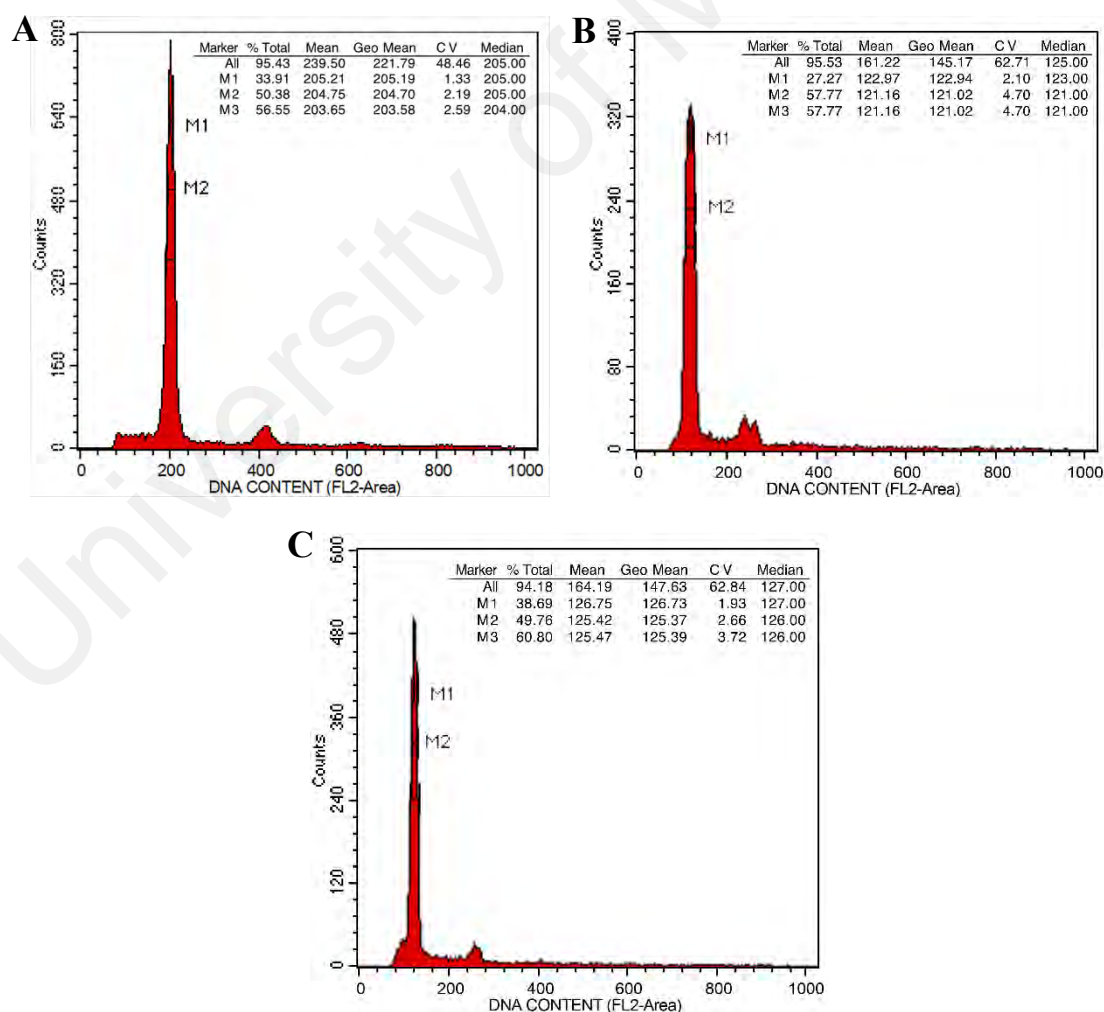 University of M
A
800
640
480
320
160
0
Counts
Marker % Total Mean Geo Mean CV Median
All 95.43 239.50 221.79 48.46 205.00
M1 33.91 205.21 205.19 1.33 205.00
M2 50.38 204.75 204.70 2.19 205.00
M3 56.55 203.65 203.58 2.59 204.00
M1
M2
0 200 400 600 800 1000
DNA CONTENT (FL2-Area)
B
400
320
240
160
80
0
Counts
Marker % Total Mean Geo Mean CV Median
All 95.53 161.22 145.17 62.71 125.00
M1 27.27 122.97 122.94 2.10 123.00
M2 57.77 121.16 121.02 4.70 121.00
M3 57.77 121.16 121.02 4.70 121.00
M1
M2
0 200 400 600 800 1000
DNA CONTENT (FL2-Area)
C
600
480
360
240
120
0
Counts
Marker % Total Mean Geo Mean CV Median
All 94.18 164.19 147.63 62.84 127.00
M1 38.69 126.75 126.73 1.93 127.00
M2 49.76 125.42 125.37 2.66 126.00
M3 60.80 125.47 125.39 3.72 126.00
M1
M2
0 200 400 600 800 1000
DNA CONTENT (FL2-Area)